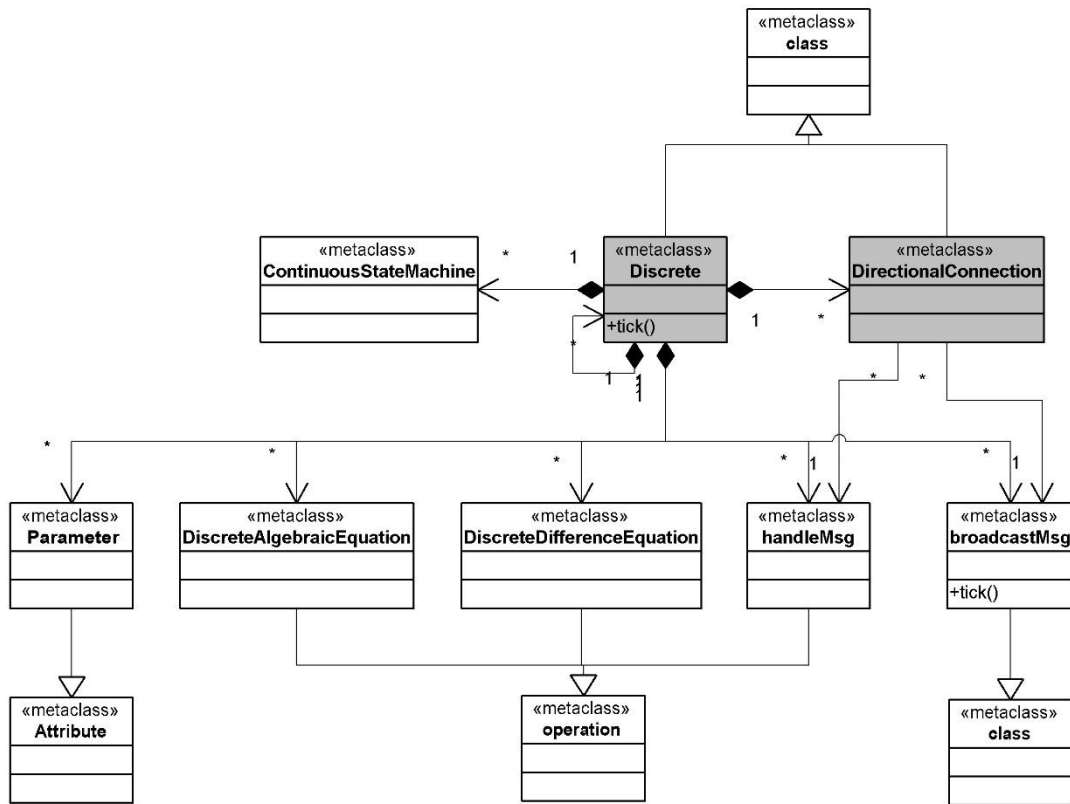 «metaclass»
class
«metaclass»
ContinuousStateMachine
* 1
«metaclass»
Discrete
+tick()
«metaclass»
DirectionalConnection
1 *
*
1
* *
* * * * 1 * 1
«metaclass»
Parameter
«metaclass»
DiscreteAlgebraicEquation
«metaclass»
DiscreteDifferenceEquation
«metaclass»
handleMsg
«metaclass»
broadcastMsg
+tick()
«metaclass»
Attribute
«metaclass»
operation
«metaclass»
class